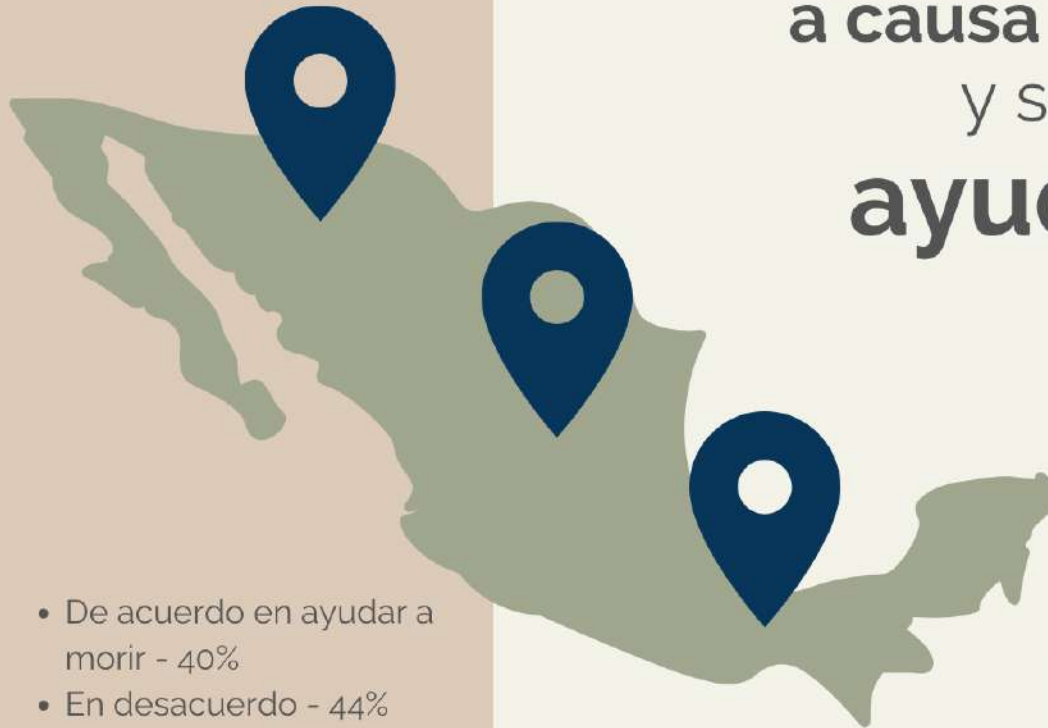 a causa
y s
ayu
• De acuerdo en ayudar a
morir - 40%
• En desacuerdo - 44%